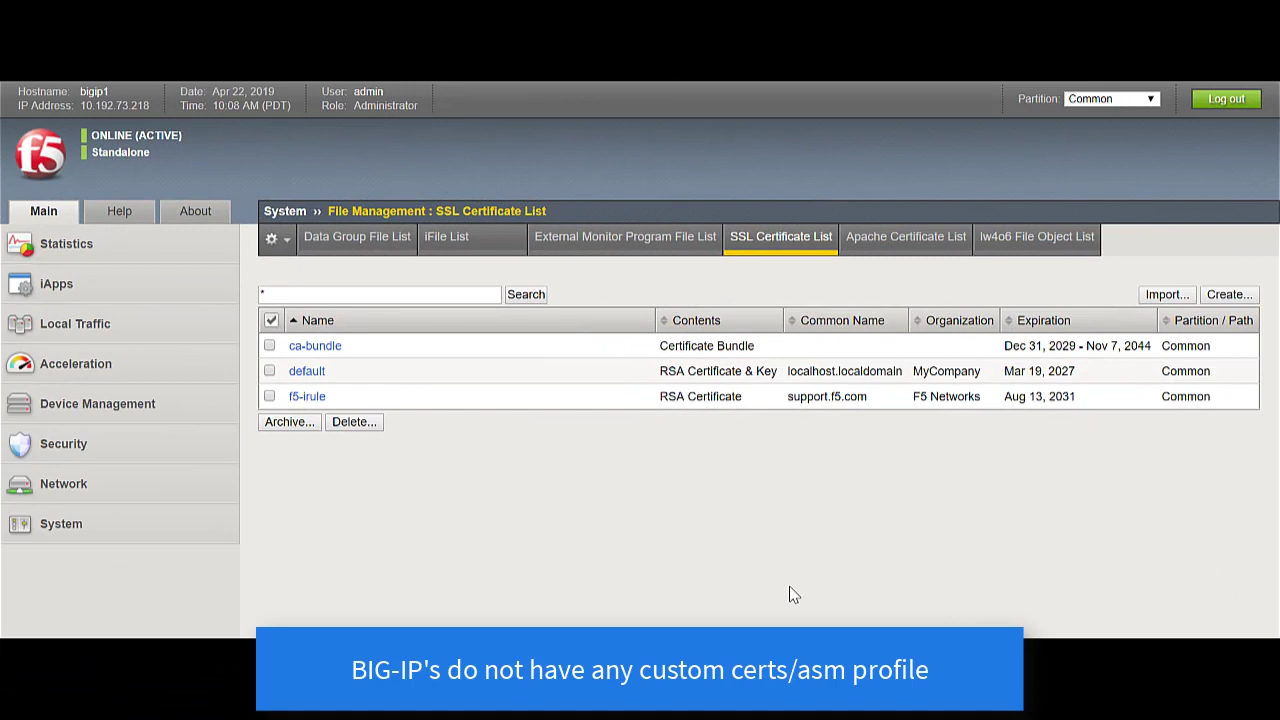 Hostname: bigip1 Date: Apr 22, 2019 User: admin
IP Address: 10.192.73.218 Time: 10:08 AM (PDT) Role: Administrator
Partition: Common Log out
f5
ONLINE (ACTIVE)
Standalone
Main Help About
System ›› File Management : SSL Certificate List
Data Group File List iFile List External Monitor Program File List SSL Certificate List Apache Certificate List lw4o6 File Object List
Statistics
iApps
Local Traffic
Acceleration
Device Management
Security
Network
System
* Search Import... Create...
Name Contents Common Name Organization Expiration Partition / Path
ca-bundle Certificate Bundle Dec 31, 2029 - Nov 7, 2044 Common
default RSA Certificate & Key localhost.localdomain MyCompany Mar 19, 2027 Common
f5-irule RSA Certificate support.f5.com F5 Networks Aug 13, 2031 Common
Archive... Delete...
BIG-IP's do not have any custom certs/asm profile